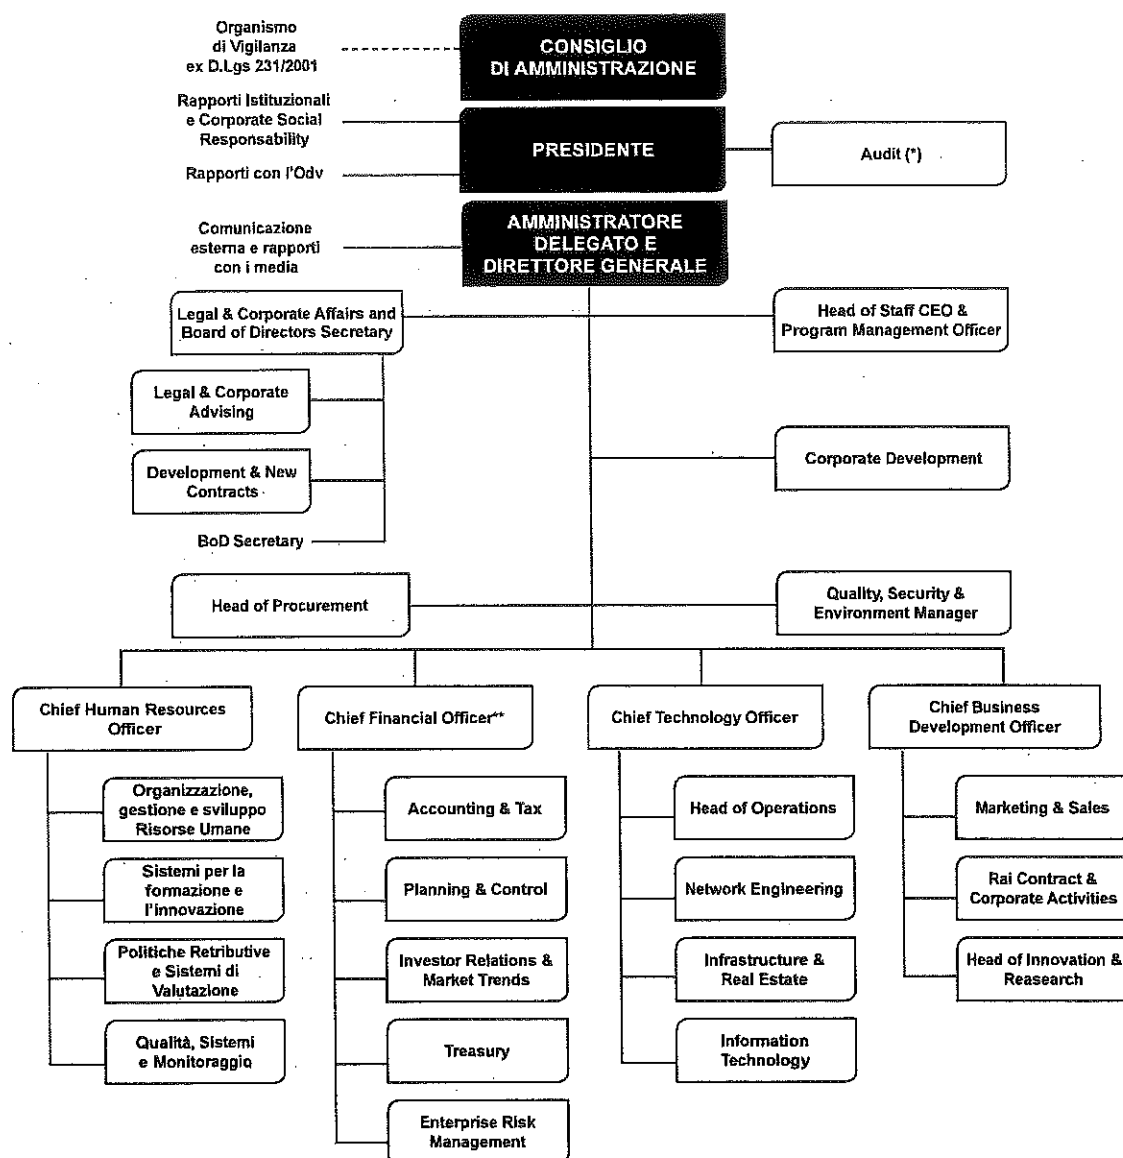 Organismo
di Vigilanza
ex D.Lgs 231/2001
CONSIGLIO
DI AMMINISTRAZIONE
Rapporti Istituzionali
e Corporate Social
Responsability
PRESIDENTE
Audit (*)
Rapporti con l'Odv
AMMINISTRATORE
DELEGATO E
DIRETTORE GENERALE
Comunicazione
esterna e rapporti
con i media
Legal & Corporate Affairs and
Board of Directors Secretary
Head of Staff CEO &
Program Management Officer
Legal & Corporate
Advising
Development & New
Contracts
Corporate Development
BoD Secretary
Head of Procurement
Quality, Security &
Environment Manager
Chief Human Resources
Officer
Chief Financial Officer**
Chief Technology Officer
Chief Business
Development Officer
Organizzazione,
gestione e sviluppo
Risorse Umane
Sistemi per la
formazione e
l'innovazione
Politiche Retributive
e Sistemi di
Valutazione
Qualità, Sistemi
e Monitoraggio
Accounting & Tax
Planning & Control
Investor Relations &
Market Trends
Treasury
Enterprise Risk
Management
Head of Operations
Network Engineering
Infrastructure &
Real Estate
Information
Technology
Marketing & Sales
Rai Contract &
Corporate Activities
Head of Innovation &
Reasearch